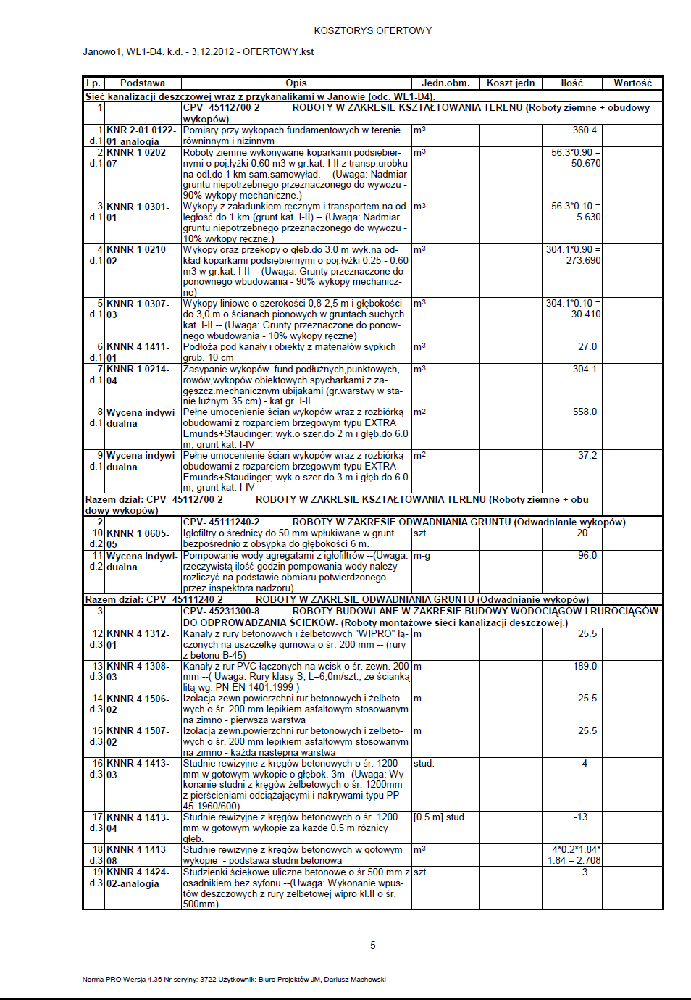 KOSZTORYS OFERTOWY
Janowo1, WL1-D4. k.d. - 3.12.2012 - OFERTOWY.kst
Lp. Podstawa Opis Jedn.obm. Koszt jedn Ilość Wartość
Sieć kanalizacji deszczowej wraz z przykanalikami w Janowie (odc. WL1-D4).
1 CPV- 45112700-2 ROBOTY W ZAKRESIE KSZTAŁTOWANIA TERENU (Roboty ziemne + obudowy
wykopów)
1 KNR 2-01 0122- Pomiary przy wykopach fundamentowych w terenie m3 360.4
d.1 01-analogia równinnym i nizinnym
2 KNNR 1 0202- Roboty ziemne wykonywane koparkami podsiębier- m3 56.3*0.90 =
d.1 07 nymi o poj.łyżki 0.60 m3 w gr.kat. I-II z transp.urobku 50.670
na odl.do 1 km sam.samowyład. -- (Uwaga: Nadmiar
gruntu niepotrzebnego przeznaczonego do wywozu -
90% wykopy mechaniczne.)
3 KNNR 1 0301- Wykopy z załadunkiem ręcznym i transportem na od- m3 56.3*0.10 =
d.1 01 ległość do 1 km (grunt kat. I-II) -- (Uwaga: Nadmiar 5.630
gruntu niepotrzebnego przeznaczonego do wywozu -
10% wykopy ręczne.)
4 KNNR 1 0210- Wykopy oraz przekopy o głęb.do 3.0 m wyk.na od- m3 304.1*0.90 =
d.1 02 kład koparkami podsiębiernymi o poj.łyżki 0.25 - 0.60 273.690
m3 w gr.kat. I-II -- (Uwaga: Grunty przeznaczone do
ponownego wbudowania - 90% wykopy mechanicz-
ne)
5 KNNR 1 0307- Wykopy liniowe o szerokości 0,8-2,5 m i głębokości m3 304.1*0.10 =
d.1 03 do 3,0 m o ścianach pionowych w gruntach suchych 30.410
kat. I-II -- (Uwaga: Grunty przeznaczone do ponow-
nego wbudowania - 10% wykopy ręczne)
6 KNNR 4 1411- Podłoża pod kanały i obiekty z materiałów sypkich m3 27.0
d.1 01 grub. 10 cm
7 KNNR 1 0214- Zasypanie wykopów .fund.podłużnych,punktowych, m3 304.1
d.1 04 rowów,wykopów obiektowych spycharkami z za-
gęszcz.mechanicznym ubijakami (gr.warstwy w sta-
nie luźnym 35 cm) - kat.gr. I-II
8 Wycena indywi- Pełne umocenienie ścian wykopów wraz z rozbiórką m2 558.0
d.1 dualna obudowami z rozparciem brzegowym typu EXTRA
Emunds+Staudinger; wyk.o szer.do 2 m i głęb.do 6.0
m; grunt kat. I-IV
9 Wycena indywi- Pełne umocenienie ścian wykopów wraz z rozbiórką m2 37.2
d.1 dualna obudowami z rozparciem brzegowym typu EXTRA
Emunds+Staudinger; wyk.o szer.do 3 m i głęb.do 6.0
m; grunt kat. I-IV
Razem dział: CPV- 45112700-2 ROBOTY W ZAKRESIE KSZTAŁTOWANIA TERENU (Roboty ziemne + obu-
dowy wykopów)
2 CPV- 45111240-2 ROBOTY W ZAKRESIE ODWADNIANIA GRUNTU (Odwadnianie wykopów)
10 KNNR 1 0605- Igłofiltry o średnicy do 50 mm wpłukiwane w grunt szt. 20
d.2 05 bezpośrednio z obsypką do głębokości 6 m.
11 Wycena indywi- Pompowanie wody agregatami z igłofiltrów --(Uwaga: m-g 96.0
d.2 dualna rzeczywistą ilość godzin pompowania wody należy
rozliczyć na podstawie obmiaru potwierdzonego
przez inspektora nadzoru)
Razem dział: CPV- 45111240-2 ROBOTY W ZAKRESIE ODWADNIANIA GRUNTU (Odwadnianie wykopów)
3 CPV- 45231300-8 ROBOTY BUDOWLANE W ZAKRESIE BUDOWY WODOCIĄGÓW I RUROCIĄGÓW
DO ODPROWADZANIA ŚCIEKÓW- (Roboty montażowe sieci kanalizacji deszczowej.)
12 KNNR 4 1312- Kanały z rury betonowych i żelbetowych "WIPRO" łą- m 25.5
d.3 01 czonych na uszczelkę gumową o śr. 200 mm -- (rury
z betonu B-45)
13 KNNR 4 1308- Kanały z rur PVC łączonych na wcisk o śr. zewn. 200 m 189.0
d.3 03 mm --( Uwaga: Rury klasy S, L=6,0m/szt., ze ścianką
litą wg. PN-EN 1401:1999 )
14 KNNR 4 1506- Izolacja zewn.powierzchni rur betonowych i żelbeto- m 25.5
d.3 02 wych o śr. 200 mm lepikiem asfaltowym stosowanym
na zimno - pierwsza warstwa
15 KNNR 4 1507- Izolacja zewn.powierzchni rur betonowych i żelbeto- m 25.5
d.3 02 wych o śr. 200 mm lepikiem asfaltowym stosowanym
na zimno - każda następna warstwa
16 KNNR 4 1413- Studnie rewizyjne z kręgów betonowych o śr. 1200 stud. 4
d.3 03 mm w gotowym wykopie o głębok. 3m--(Uwaga: Wy-
konanie studni z kręgów żelbetowych o śr. 1200mm
z pierścieniami odciążającymi i nakrywami typu PP-
45-1960/600)
17 KNNR 4 1413- Studnie rewizyjne z kręgów betonowych o śr. 1200 [0.5 m] stud. -13
d.3 04 mm w gotowym wykopie za każde 0.5 m różnicy
głęb.
18 KNNR 4 1413- Studnie rewizyjne z kręgów betonowych w gotowym m3 4*0.2*1.84*
d.3 08 wykopie - podstawa studni betonowa 1.84 = 2.708
19 KNNR 4 1424- Studzienki ściekowe uliczne betonowe o śr.500 mm z szt. 3
d.3 02-analogia osadnikiem bez syfonu --(Uwaga: Wykonanie wpus-
tów deszczowych z rury żelbetowej wipro kl.II o śr.
500mm)
- 5 -
Norma PRO Wersja 4.36 Nr seryjny: 3722 Użytkownik: Biuro Projektów JM, Dariusz Machowski